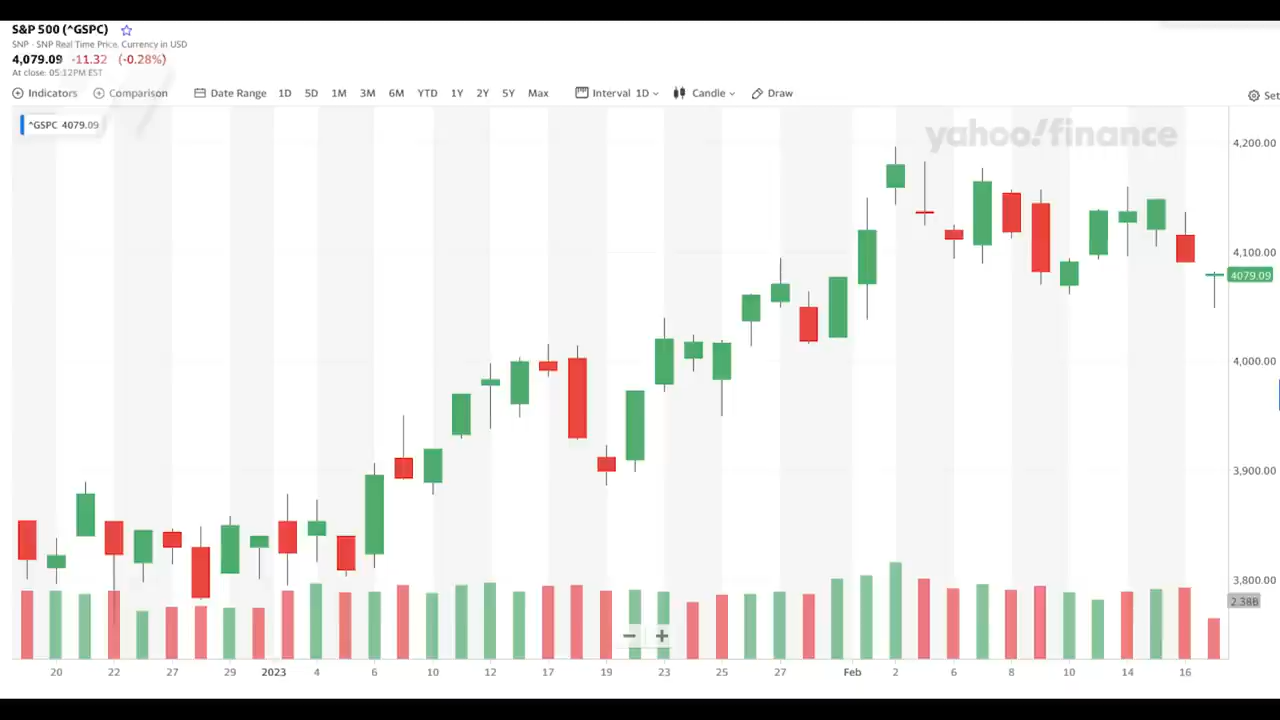 S&P 500 (^GSPC)
SNP - SNP Real Time Price. Currency in USD
4,079.09 -11.32 (-0.28%)
At close: 05:12PM EST
Indicators Comparison Date Range 1D 5D 1M 3M 6M YTD 1Y 2Y 5Y Max Interval 1D Candle Draw Set
^GSPC 4079.09
yahoo!finance
4,200.00
4,100.00
4079.09
4,000.00
3,900.00
3,800.00
2.38B
20 22 27 29 2023 4 6 10 12 17 19 23 25 27 Feb 2 6 8 10 14 16